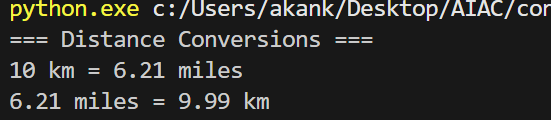 python.exe c:/Users/akank/Desktop/AIAC/cor
=== Distance Conversions ===
10 km = 6.21 miles
6.21 miles = 9.99 km